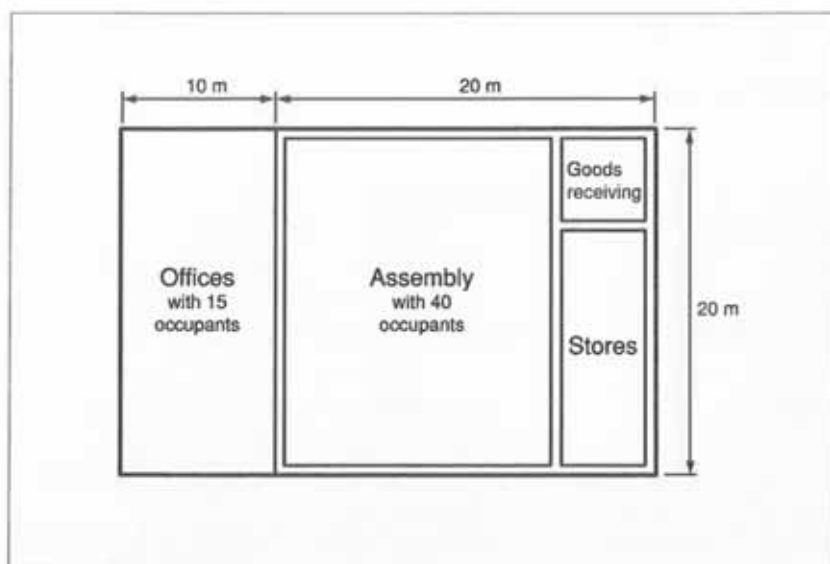 10 m
20 m
Goods
receiving
Offices
with 15
occupants
Assembly
with 40
occupants
20 m
Stores